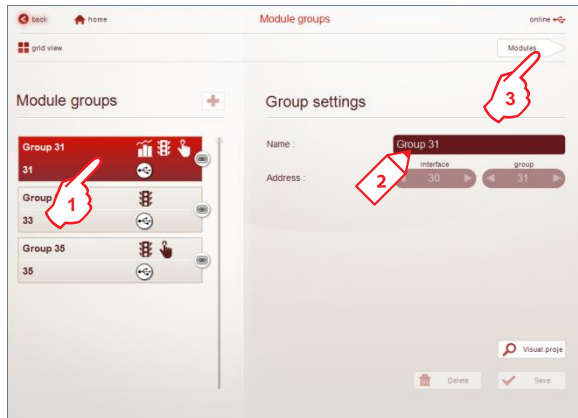 back
home
Module groups
online
grid view
Modules
3
Module groups
Group settings
Group 31
31
Name :
Group 31
Address :
interface
30
group
31
2
Group
33
1
Group 35
35
Visual.proje
Delete
Save